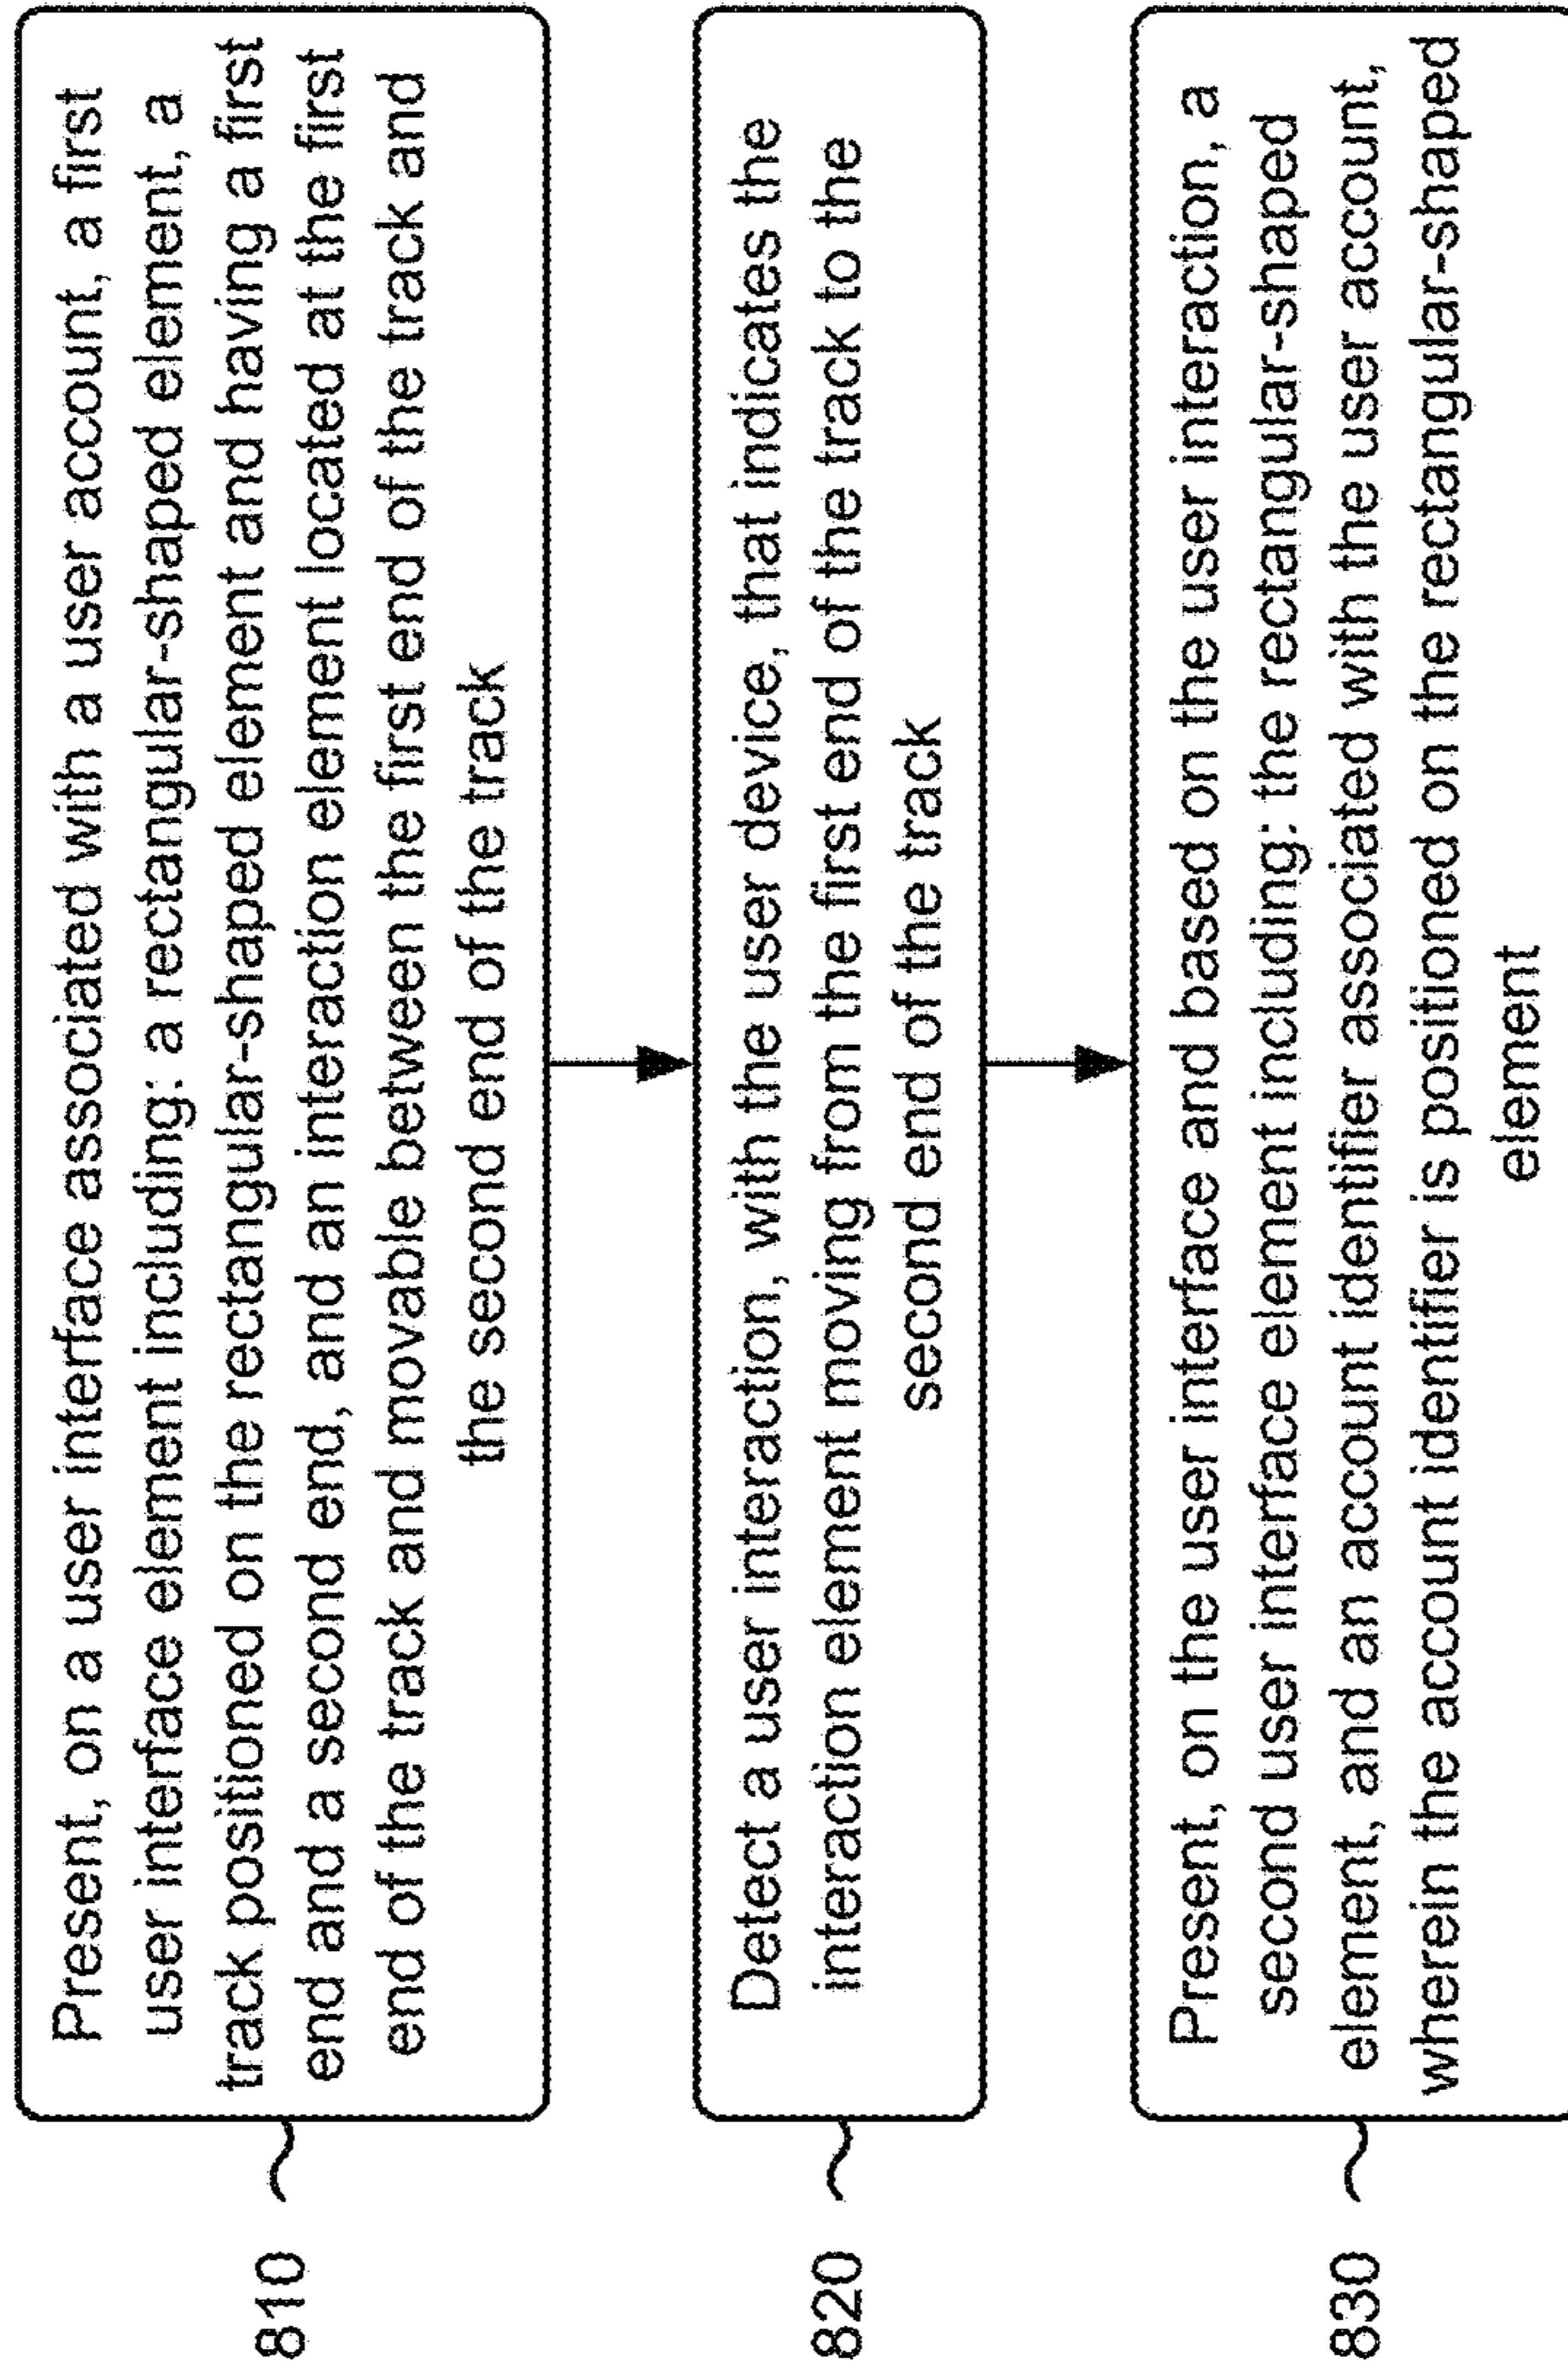 810
Present, on a user interface associated with a user account, a first
user interface element including: a rectangular-shaped element, a
track positioned on the rectangular-shaped element and having a first
end and a second end, and an interaction element located at the first
end of the track and movable between the first end of the track and
the second end of the track
820
Detect a user interaction, with the user device, that indicates the
interaction element moving from the first end of the track to the
second end of the track
830
Present, on the user interface and based on the user interaction, a
second user interface element including: the rectangular-shaped
element, and an account identifier associated with the user account,
wherein the account identifier is positioned on the rectangular-shaped
element